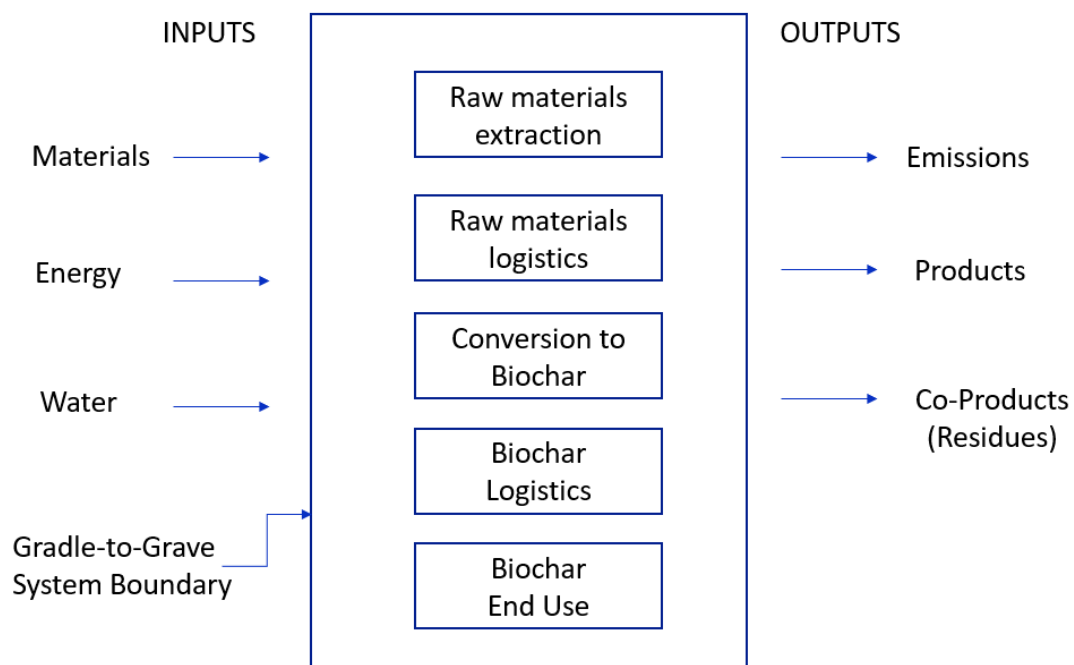 INPUTS
OUTPUTS
Raw materials
extraction
Materials
Emissions
Raw materials
logistics
Energy
Products
Conversion to
Biochar
Water
Co-Products
(Residues)
Biochar
Logistics
Gradle-to-Grave
System Boundary
Biochar
End Use